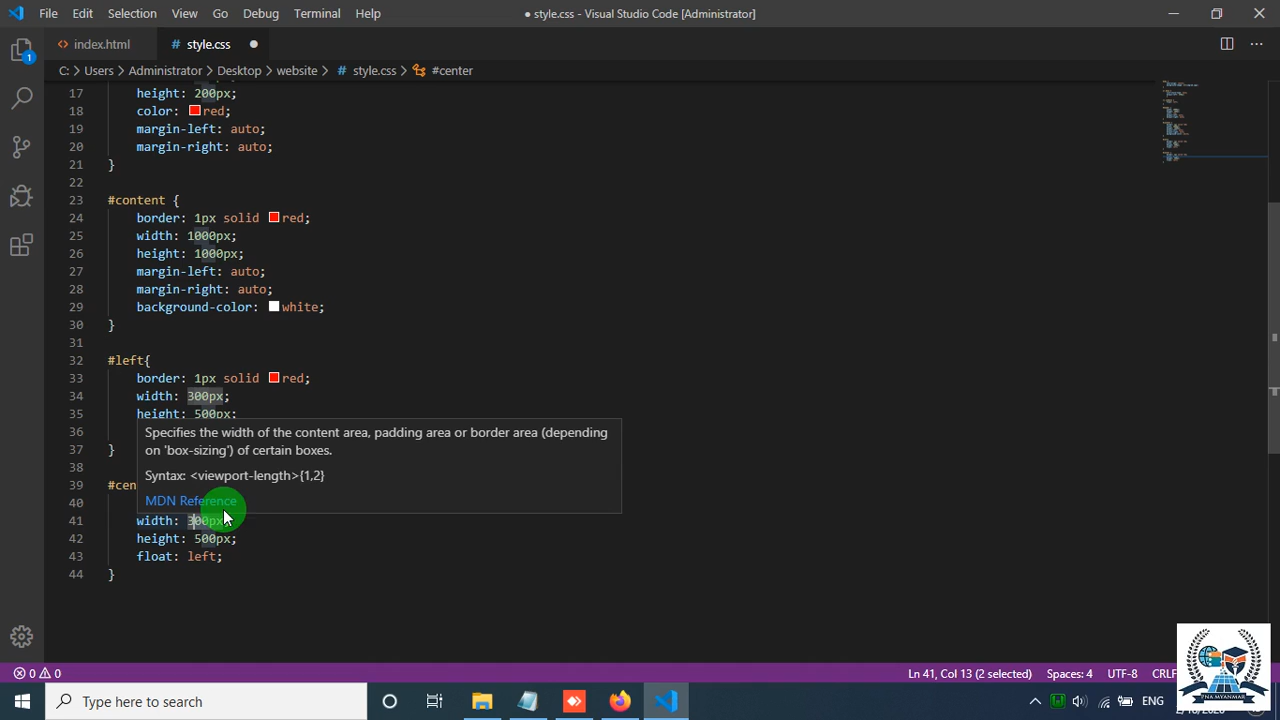 File Edit Selection View Go Debug Terminal Help
● style.css - Visual Studio Code [Administrator]
index.html
style.css
1
C: > Users > Administrator > Desktop > website > style.css > #center
17 height: 200px;
18 color: red;
19 margin-left: auto;
20 margin-right: auto;
21 }
22
23 #content {
24 border: 1px solid red;
25 width: 1000px;
26 height: 1000px;
27 margin-left: auto;
28 margin-right: auto;
29 background-color: white;
30 }
31
32 #left{
33 border: 1px solid red;
34 width: 300px;
35 height: 500px;
36
37 }
38
39 #cen
40
41 width: 300px;
42 height: 500px;
43 float: left;
44 }
Specifies the width of the content area, padding area or border area (depending
on 'box-sizing') of certain boxes.
Syntax: <viewport-length>{1,2}
MDN Reference
0 0
Ln 41, Col 13 (2 selected) Spaces: 4 UTF-8 CRLF
Type here to search
ENG